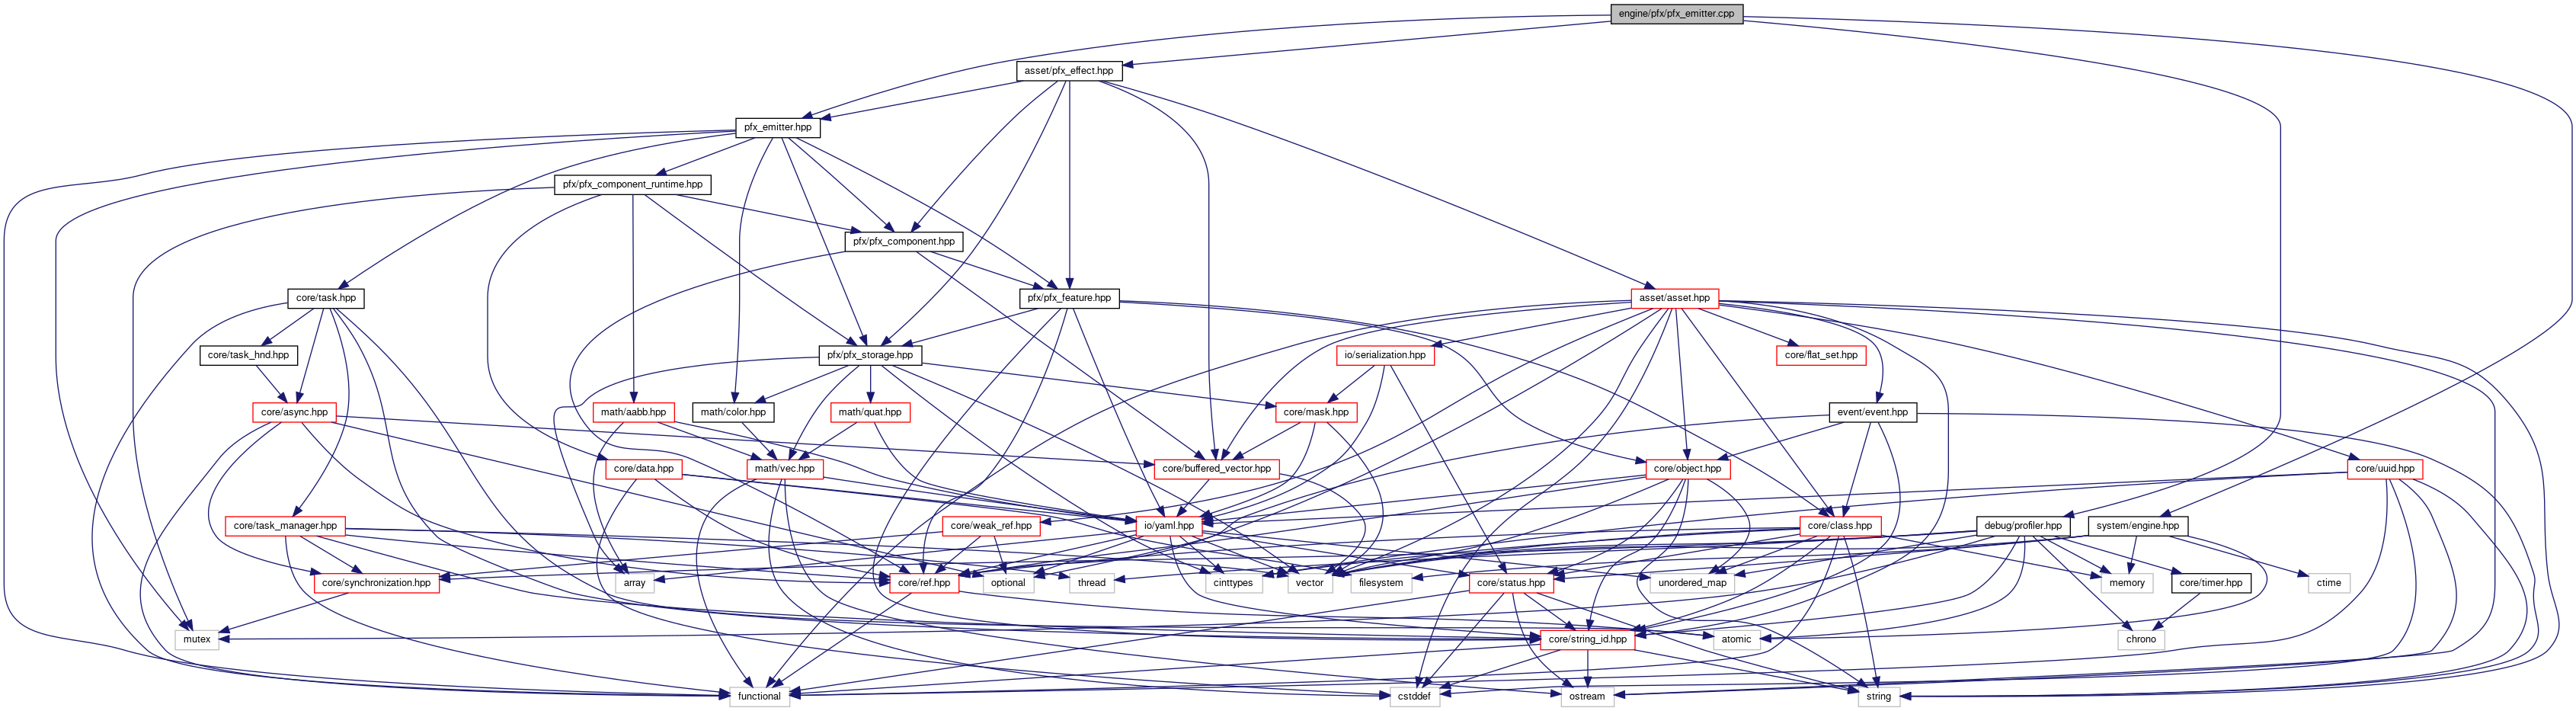 engine/pfx/pfx_emitter.cpp
asset/pfx_effect.hpp
pfx_emitter.hpp
pfx/pfx_component_runtime.hpp
pfx/pfx_component.hpp
core/task.hpp
pfx/pfx_feature.hpp
asset/asset.hpp
core/task_hnd.hpp
pfx/pfx_storage.hpp
io/serialization.hpp
core/flat_set.hpp
core/async.hpp
math/aabb.hpp
math/color.hpp
math/quat.hpp
core/mask.hpp
event/event.hpp
core/data.hpp
math/vec.hpp
core/buffered_vector.hpp
core/object.hpp
core/uuid.hpp
core/task_manager.hpp
core/weak_ref.hpp
io/yaml.hpp
core/class.hpp
debug/profiler.hpp
system/engine.hpp
core/synchronization.hpp
array
core/ref.hpp
optional
thread
cinttypes
vector
filesystem
core/status.hpp
unordered_map
memory
core/timer.hpp
ctime
mutex
core/string_id.hpp
atomic
chrono
functional
cstddef
ostream
string